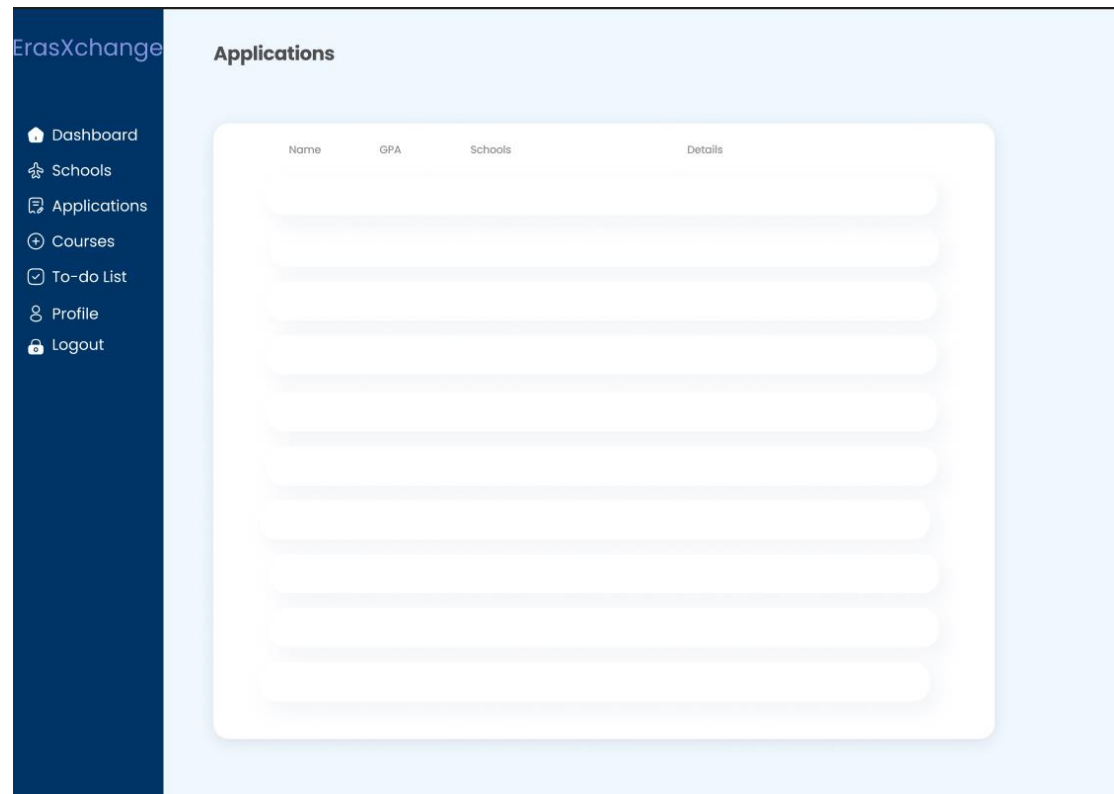 ErasXchange
Dashboard
Schools
Applications
Courses
To-do List
Profile
Logout
Applications
Name GPA Schools Details